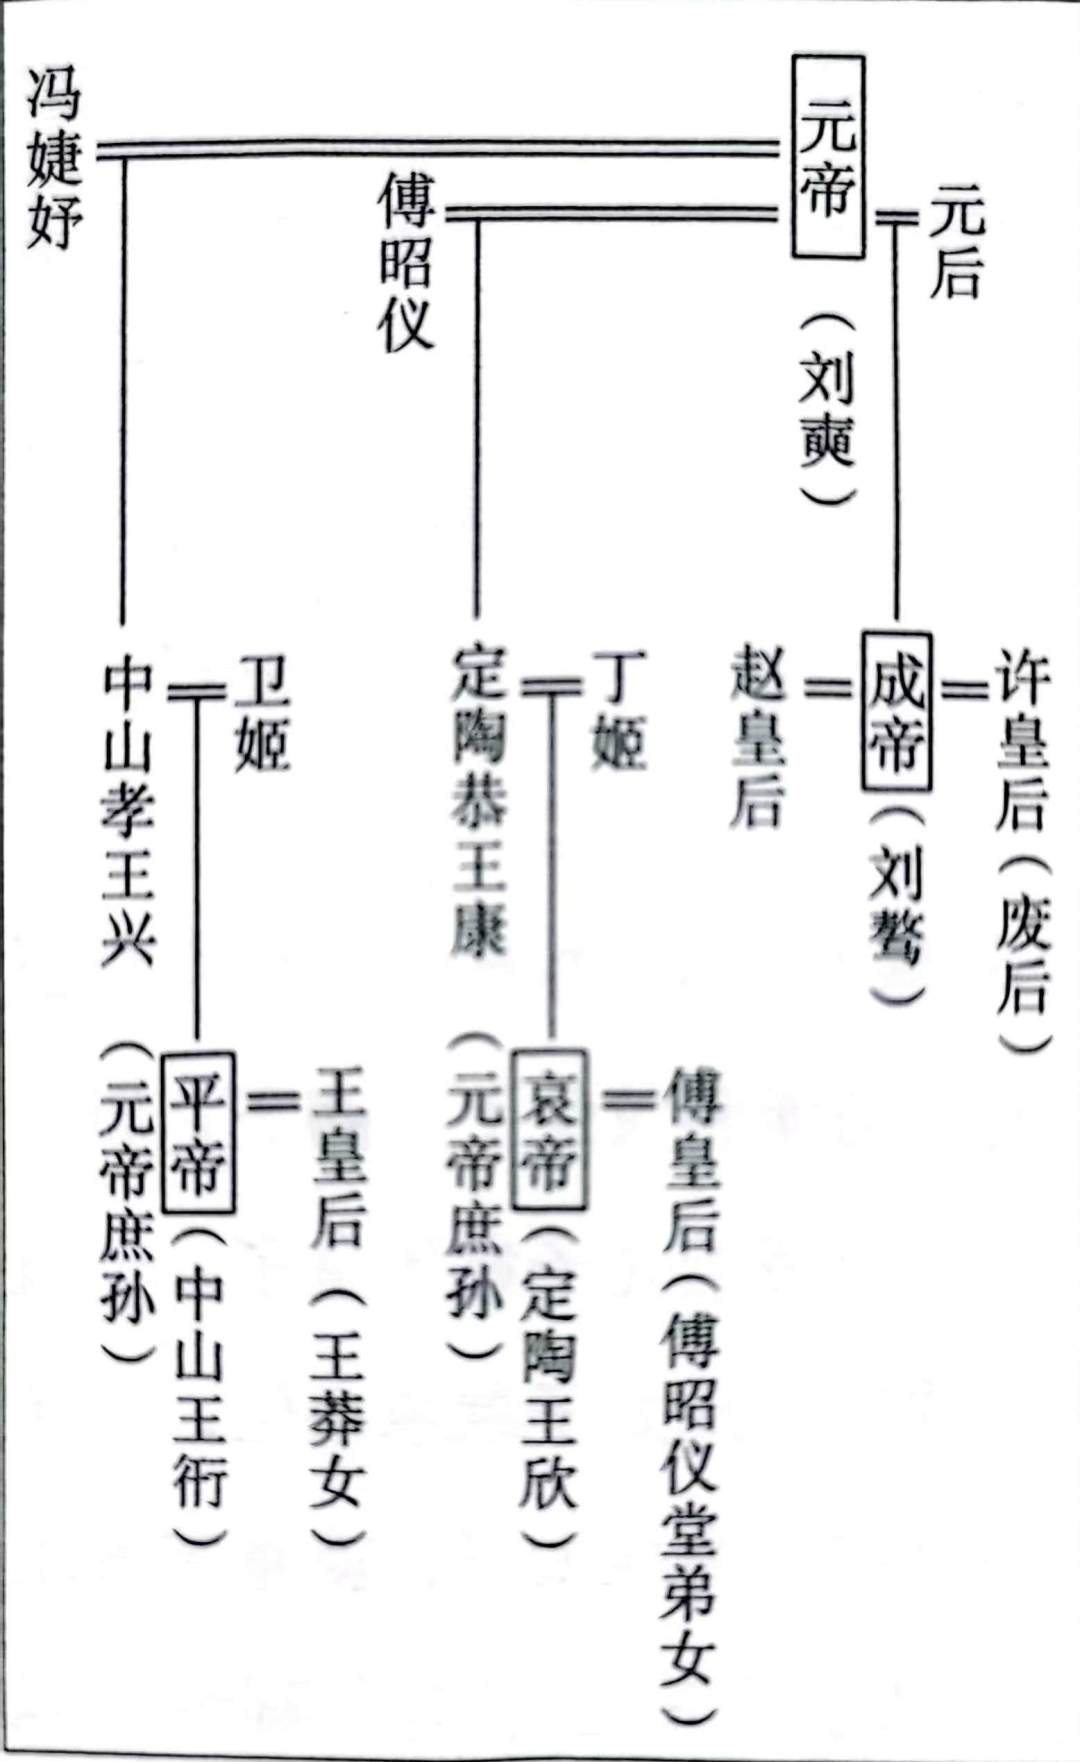 元后
元帝
（刘奭）
傅昭仪
冯婕妤
许皇后（废后）
成帝
（刘骜）
赵皇后
丁姬
定陶恭王康
卫姬
中山孝王兴
傅皇后（傅昭仪堂弟女）
哀帝
（定陶王欣）
（元帝庶孙）
王皇后（王莽女）
平帝
（中山王衎）
（元帝庶孙）